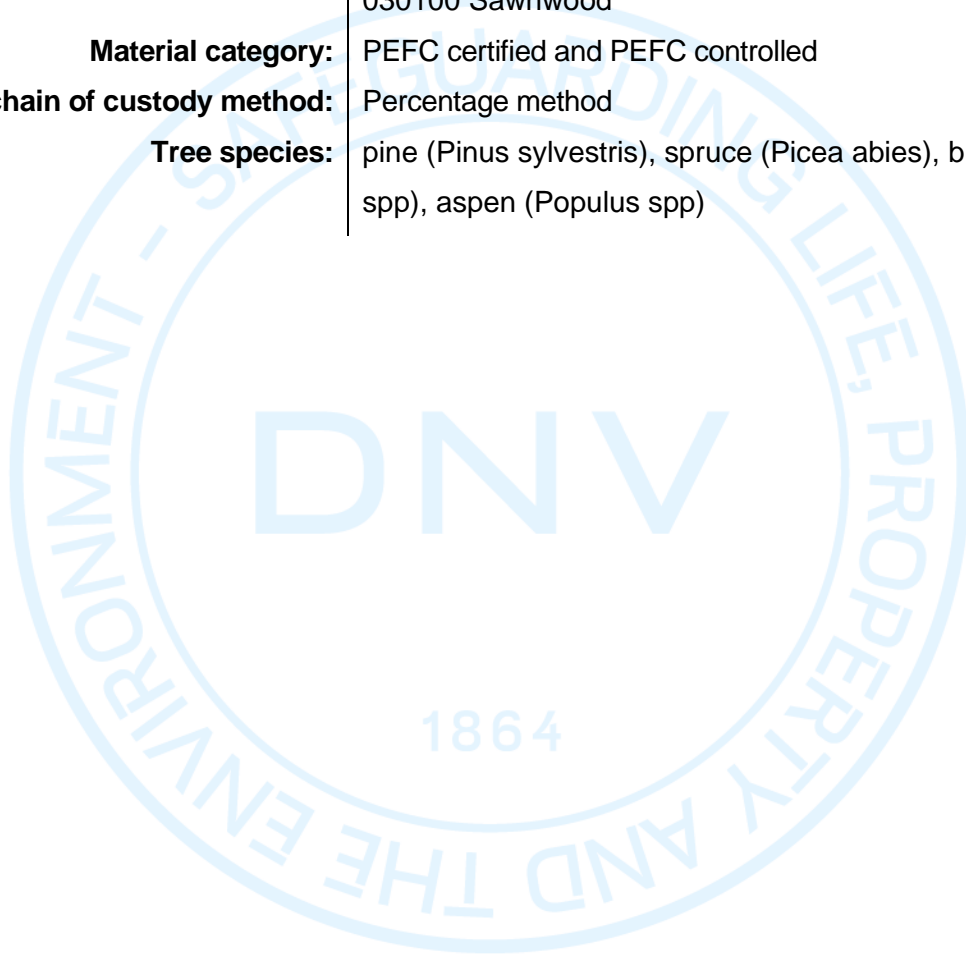 030100 Sawnwood
Material category: PEFC certified and PEFC controlled
chain of custody method: Percentage method
Tree species: pine (Pinus sylvestris), spruce (Picea abies), b
spp), aspen (Populus spp)
SAFEGUARDING LIFE, PROPERTY AND THE ENVIRONMENT -
DNV
1864